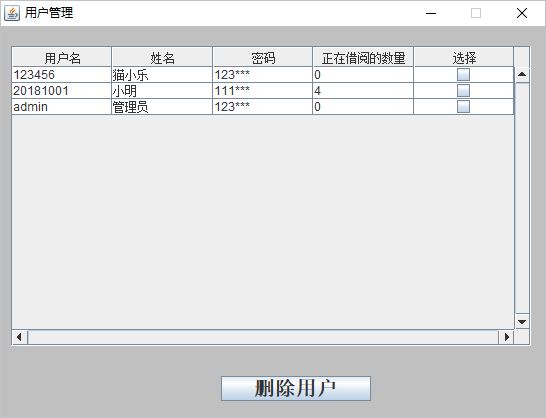 用户管理
用户名 姓名 密码 正在借阅的数量 选择
123456 猫小乐 123*** 0
20181001 小明 111*** 4
admin 管理员 123*** 0
删除用户